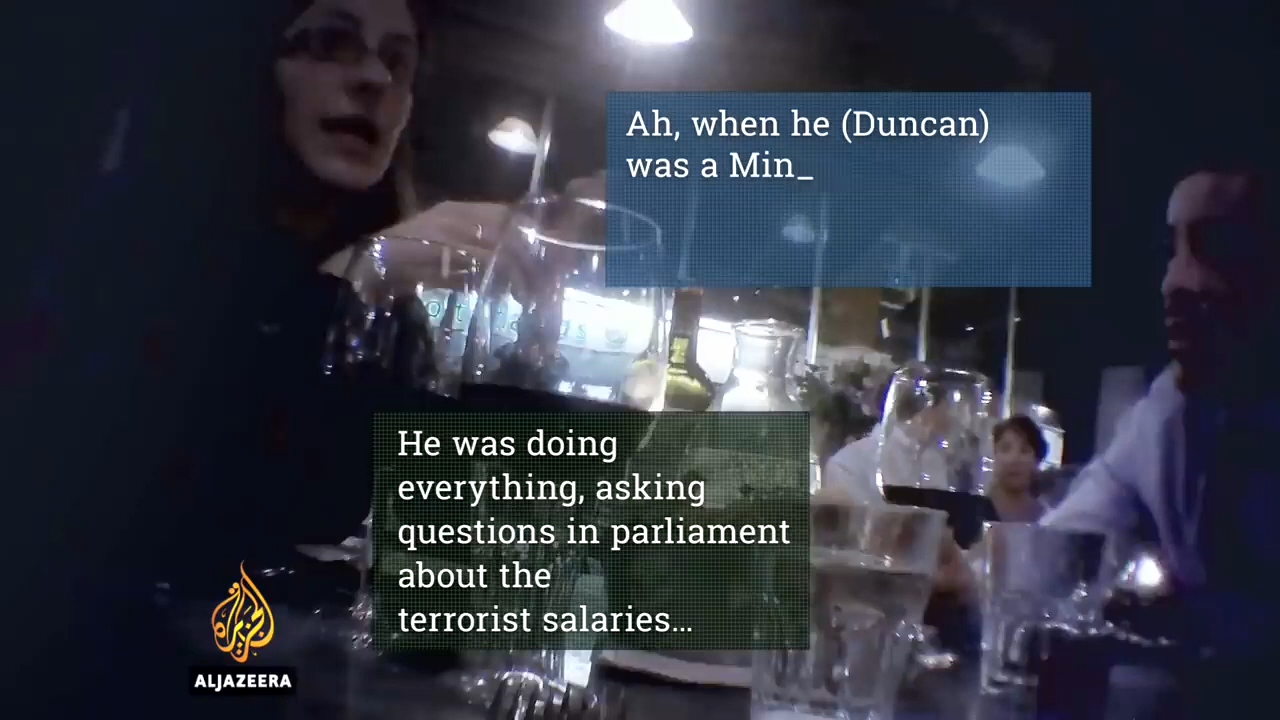 Ah, when he (Duncan)
was a Min_
He was doing
everything, asking
questions in parliament
about the
terrorist salaries…
ALJAZEERA